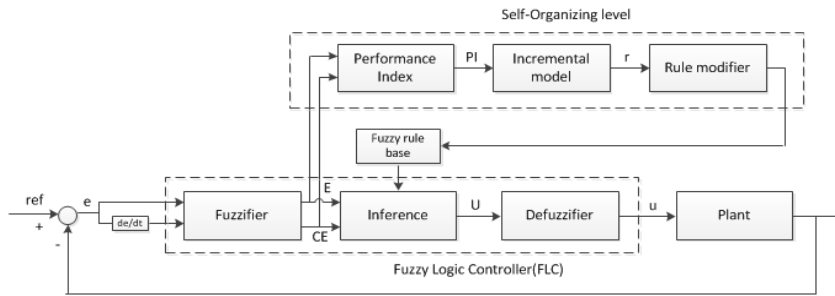 Self-Organizing level
Performance
Index
PI
Incremental
model
r
Rule modifier
Fuzzy rule
base
ref
+
-
e
de/dt
Fuzzifier
E
CE
Inference
U
Defuzzifier
u
Plant
Fuzzy Logic Controller(FLC)